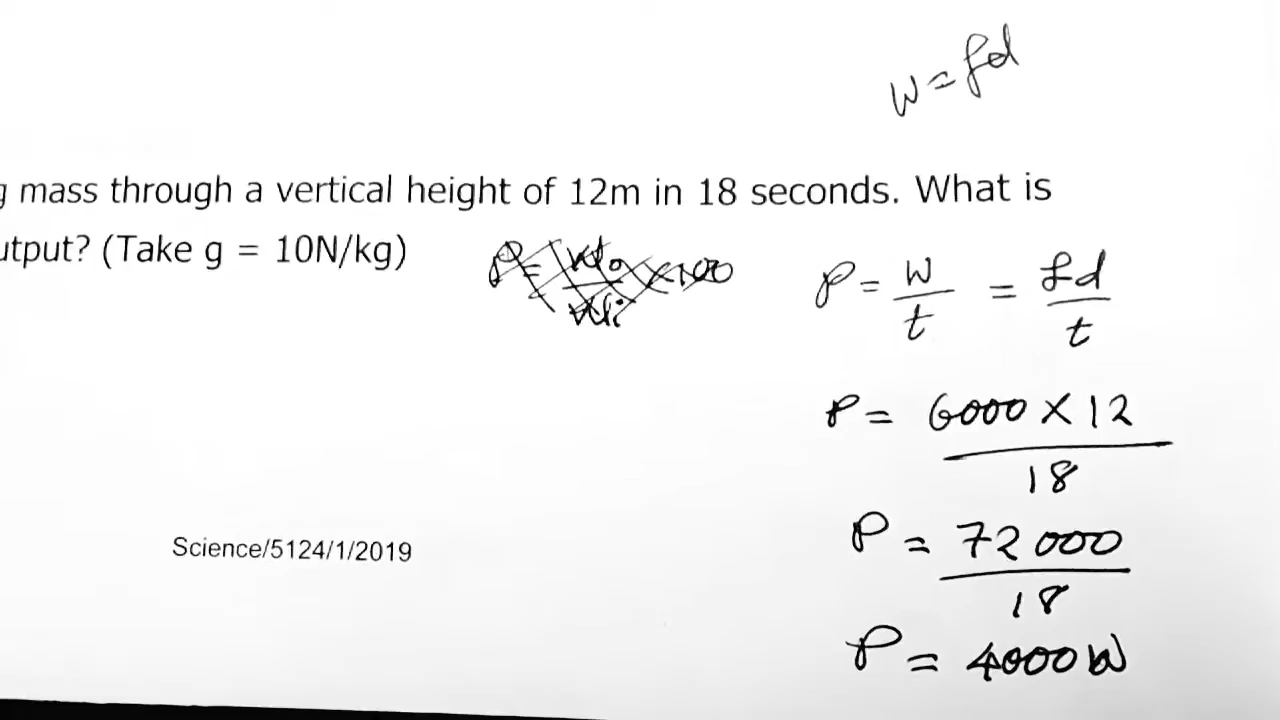 W = fd
g mass through a vertical height of 12m in 18 seconds. What is
utput? (Take g = 10N/kg)
P = W/t = fd/t
P = 6000 × 12
18
P = 72 000
18
P = 4000W
Science/5124/1/2019